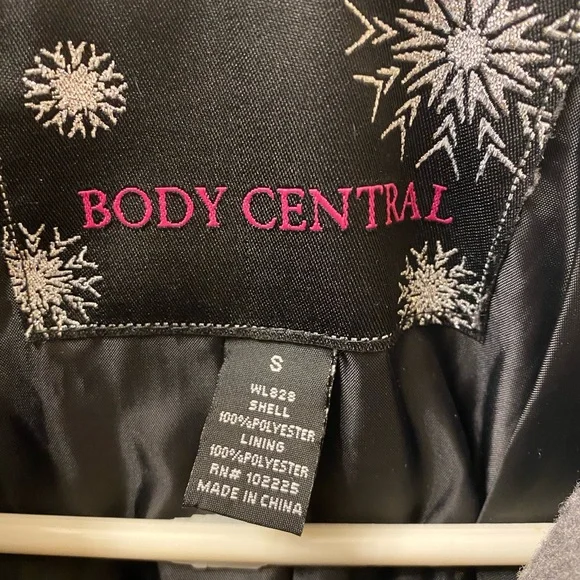 BODY CENTRAL
S
WL828
SHELL
100%POLYESTER
LINING
100%POLYESTER
RN# 102225
MADE IN CHINA